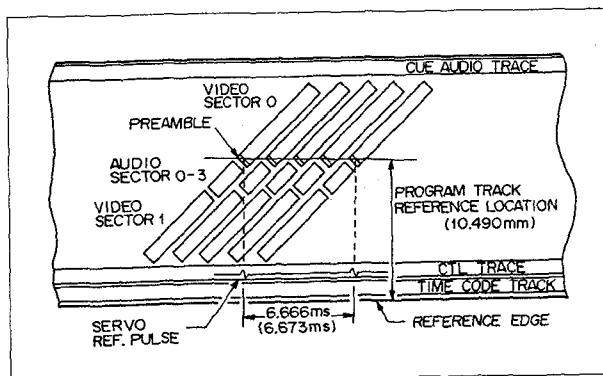 CUE AUDIO TRACE
VIDEO
SECTOR 0
PREAMBLE
AUDIO
SECTOR 0-3
VIDEO
SECTOR 1
PROGRAM TRACK
REFERENCE LOCATION
(10.490mm)
CTL TRACE
TIME CODE TRACK
6.666ms
(6.673ms)
SERVO
REF. PULSE
REFERENCE EDGE